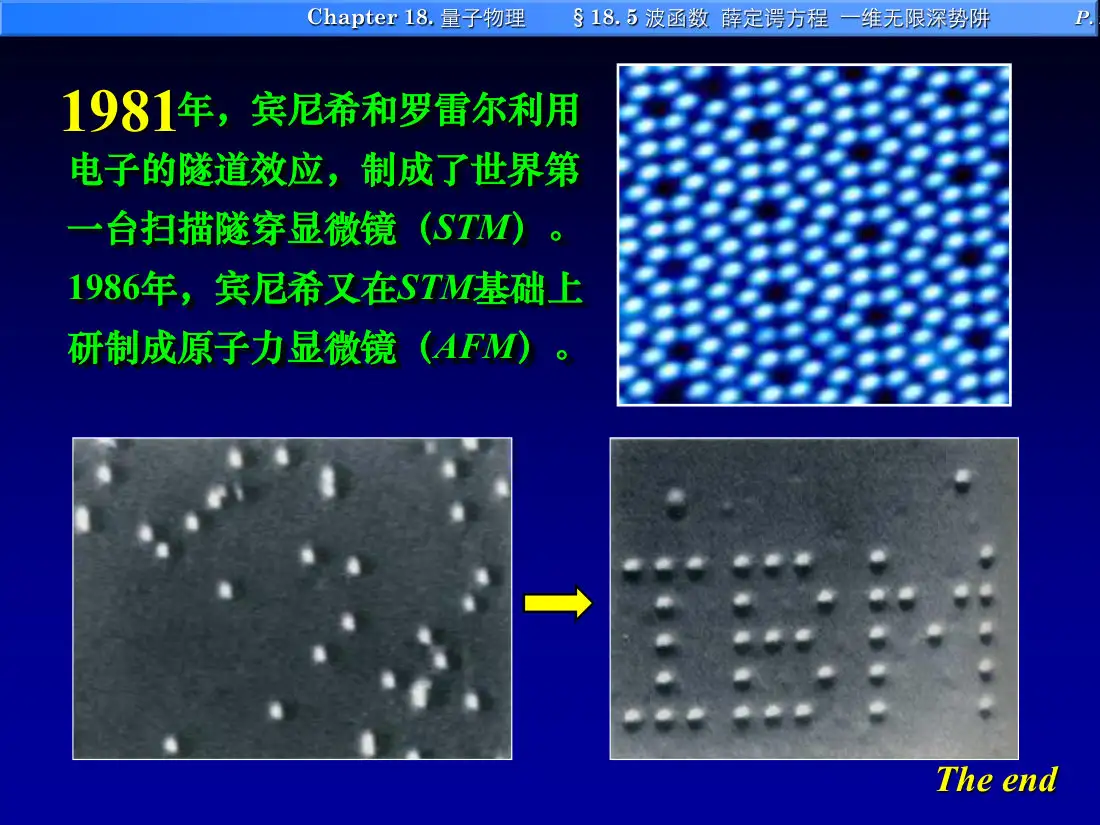 Chapter 18. 量子物理 § 18. 5 波函数 薛定谔方程 一维无限深势阱 P.
1981年，宾尼希和罗雷尔利用
电子的隧道效应，制成了世界第
一台扫描隧穿显微镜（STM）。
1986年，宾尼希又在STM基础上
研制成原子力显微镜（AFM）。
IBM
The end